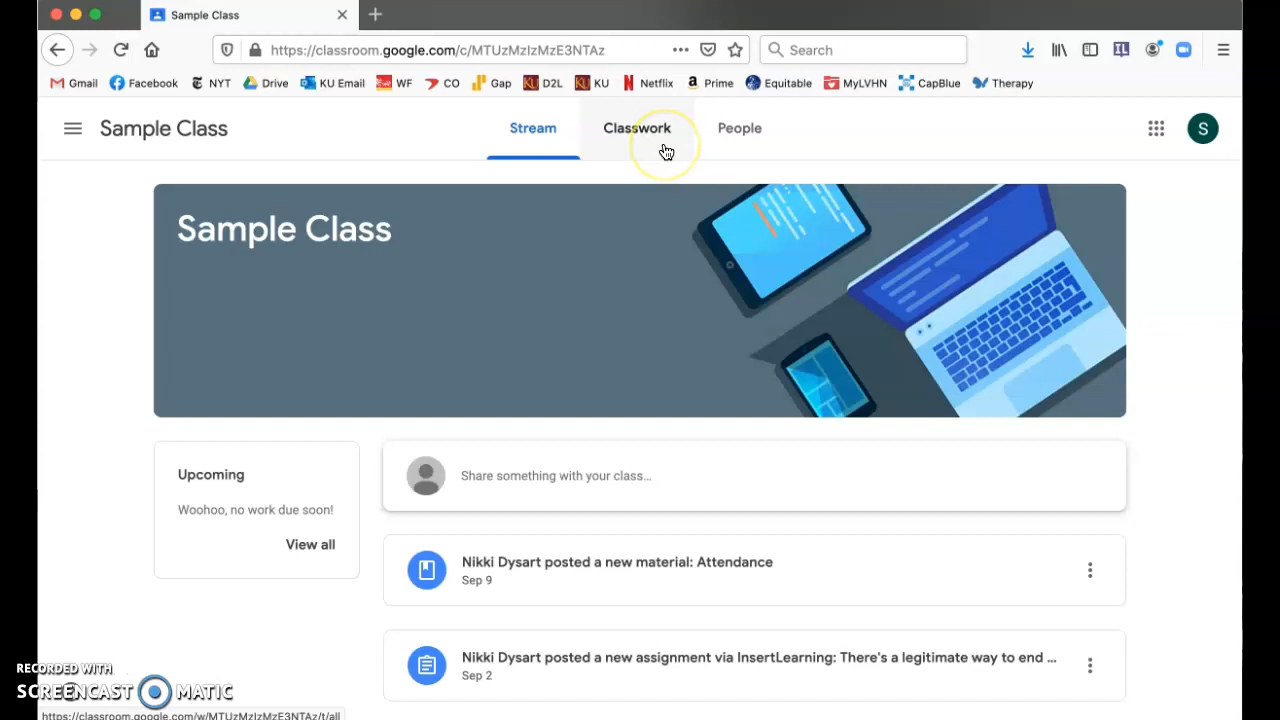 Sample Class
https://classroom.google.com/c/MTUzMzIzMzE3NTAz
Search
Gmail Facebook NYT Drive KU Email WF CO Gap D2L KU Netflix Prime Equitable MyLVHN CapBlue Therapy
Sample Class Stream Classwork People S
Sample Class
Upcoming
Woohoo, no work due soon!
View all
Share something with your class…
Nikki Dysart posted a new material: Attendance
Sep 9
Nikki Dysart posted a new assignment via InsertLearning: There's a legitimate way to end …
Sep 2
RECORDED WITH
SCREENCAST MATIC
https://classroom.google.com/w/MTUzMzIzMzE3NTAz/t/all